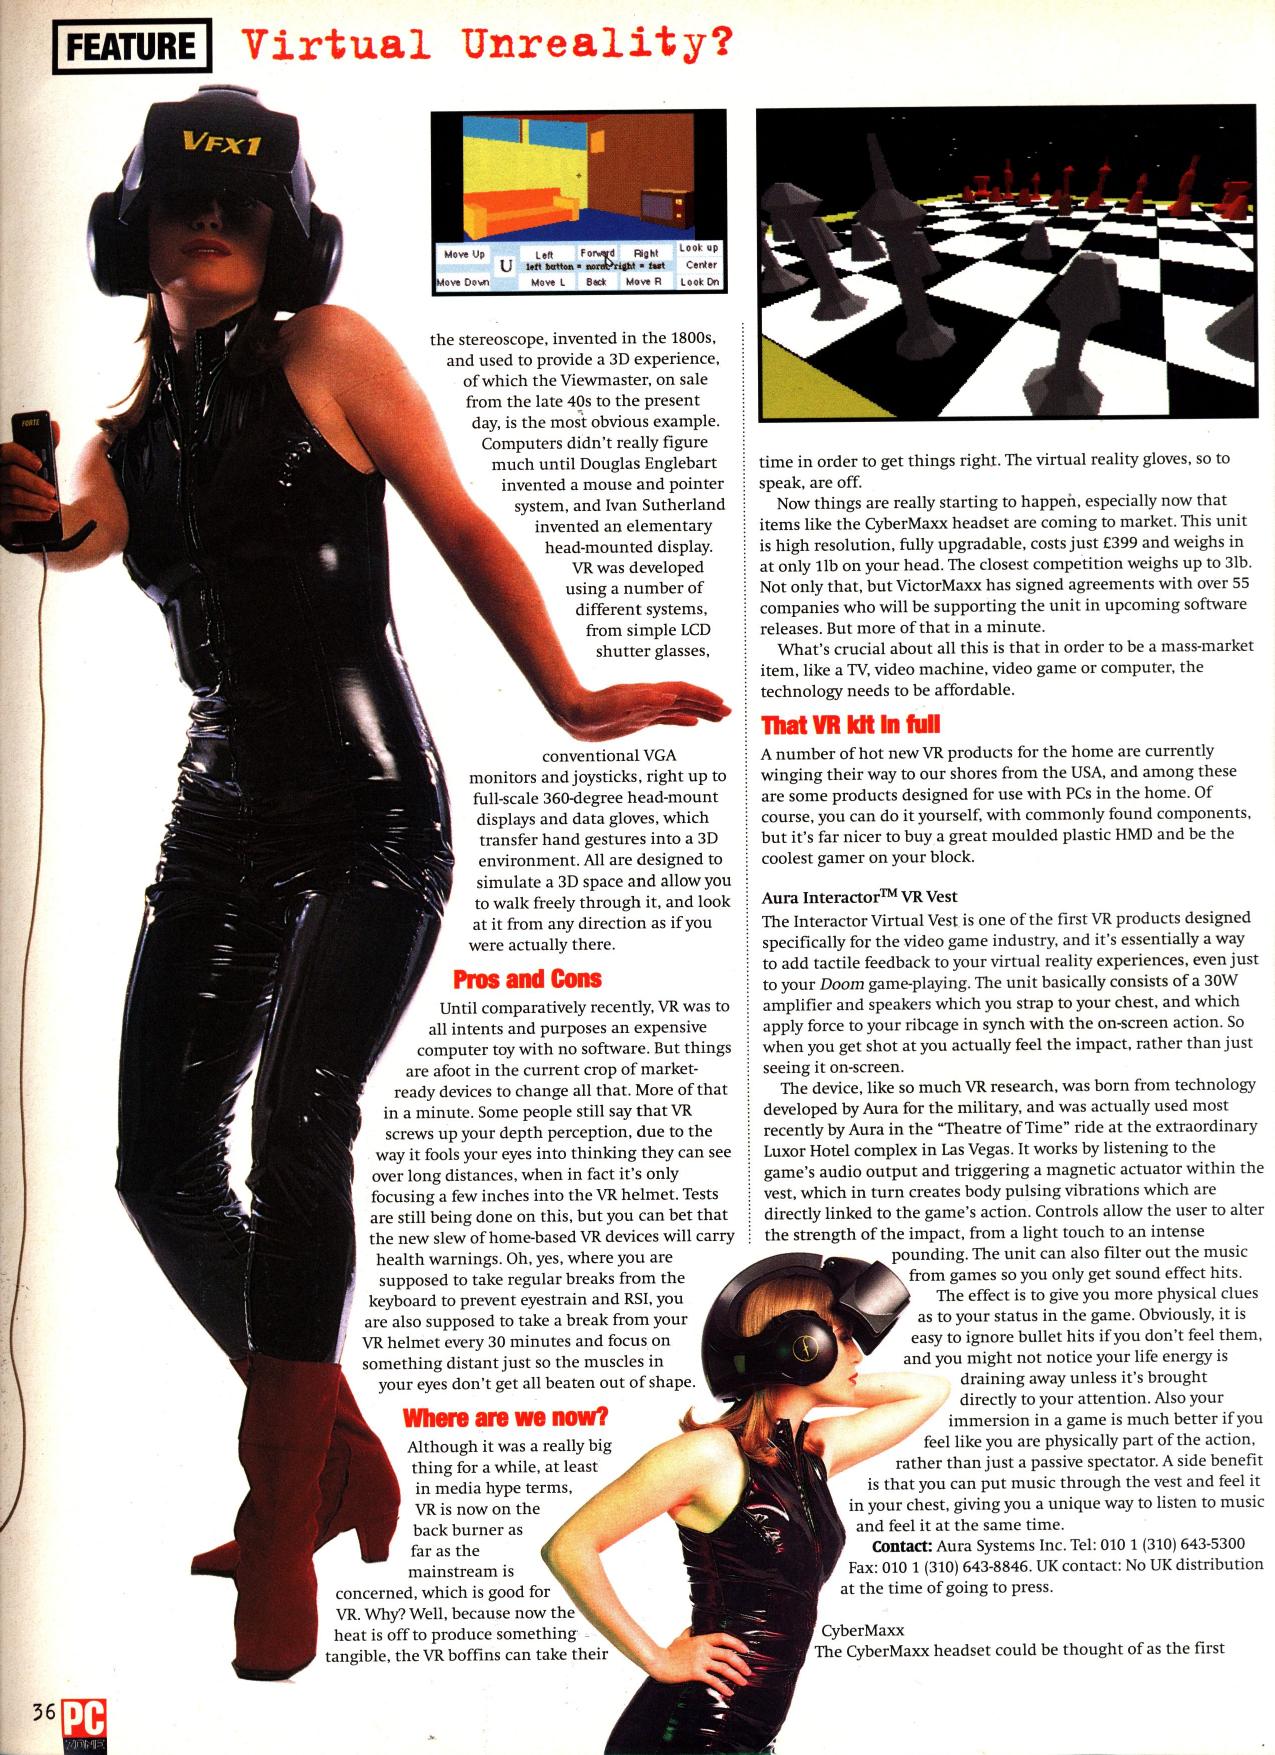 FEATURE Virtual Unreality?
VFX1
FORTE
Move Up
Left
Forward
Right
Look up
U
left button = norm right = fast
Center
Move Down
Move L
Back
Move R
Look Dn
the stereoscope, invented in the 1800s,
and used to provide a 3D experience,
of which the Viewmaster, on sale
from the late 40s to the present
day, is the most obvious example.
Computers didn't really figure
much until Douglas Englebart
invented a mouse and pointer
system, and Ivan Sutherland
invented an elementary
head-mounted display.
VR was developed
using a number of
different systems,
from simple LCD
shutter glasses,
conventional VGA
monitors and joysticks, right up to
full-scale 360-degree head-mount
displays and data gloves, which
transfer hand gestures into a 3D
environment. All are designed to
simulate a 3D space and allow you
to walk freely through it, and look
at it from any direction as if you
were actually there.
Pros and Cons
Until comparatively recently, VR was to
all intents and purposes an expensive
computer toy with no software. But things
are afoot in the current crop of market-
ready devices to change all that. More of that
in a minute. Some people still say that VR
screws up your depth perception, due to the
way it fools your eyes into thinking they can see
over long distances, when in fact it's only
focusing a few inches into the VR helmet. Tests
are still being done on this, but you can bet that
the new slew of home-based VR devices will carry
health warnings. Oh, yes, where you are
supposed to take regular breaks from the
keyboard to prevent eyestrain and RSI, you
are also supposed to take a break from your
VR helmet every 30 minutes and focus on
something distant just so the muscles in
your eyes don't get all beaten out of shape.
Where are we now?
Although it was a really big
thing for a while, at least
in media hype terms,
VR is now on the
back burner as
far as the
mainstream is
concerned, which is good for
VR. Why? Well, because now the
heat is off to produce something
tangible, the VR boffins can take their
time in order to get things right. The virtual reality gloves, so to
speak, are off.
Now things are really starting to happen, especially now that
items like the CyberMaxx headset are coming to market. This unit
is high resolution, fully upgradable, costs just £399 and weighs in
at only 1lb on your head. The closest competition weighs up to 3lb.
Not only that, but VictorMaxx has signed agreements with over 55
companies who will be supporting the unit in upcoming software
releases. But more of that in a minute.
What's crucial about all this is that in order to be a mass-market
item, like a TV, video machine, video game or computer, the
technology needs to be affordable.
That VR kit in full
A number of hot new VR products for the home are currently
winging their way to our shores from the USA, and among these
are some products designed for use with PCs in the home. Of
course, you can do it yourself, with commonly found components,
but it's far nicer to buy a great moulded plastic HMD and be the
coolest gamer on your block.
Aura Interactor™ VR Vest
The Interactor Virtual Vest is one of the first VR products designed
specifically for the video game industry, and it's essentially a way
to add tactile feedback to your virtual reality experiences, even just
to your Doom game-playing. The unit basically consists of a 30W
amplifier and speakers which you strap to your chest, and which
apply force to your ribcage in synch with the on-screen action. So
when you get shot at you actually feel the impact, rather than just
seeing it on-screen.
The device, like so much VR research, was born from technology
developed by Aura for the military, and was actually used most
recently by Aura in the "Theatre of Time" ride at the extraordinary
Luxor Hotel complex in Las Vegas. It works by listening to the
game's audio output and triggering a magnetic actuator within the
vest, which in turn creates body pulsing vibrations which are
directly linked to the game's action. Controls allow the user to alter
the strength of the impact, from a light touch to an intense
pounding. The unit can also filter out the music
from games so you only get sound effect hits.
The effect is to give you more physical clues
as to your status in the game. Obviously, it is
easy to ignore bullet hits if you don't feel them,
and you might not notice your life energy is
draining away unless it's brought
directly to your attention. Also your
immersion in a game is much better if you
feel like you are physically part of the action,
rather than just a passive spectator. A side benefit
is that you can put music through the vest and feel it
in your chest, giving you a unique way to listen to music
and feel it at the same time.
Contact: Aura Systems Inc. Tel: 010 1 (310) 643-5300
Fax: 010 1 (310) 643-8846. UK contact: No UK distribution
at the time of going to press.
CyberMaxx
The CyberMaxx headset could be thought of as the first
36 PC
ZONE